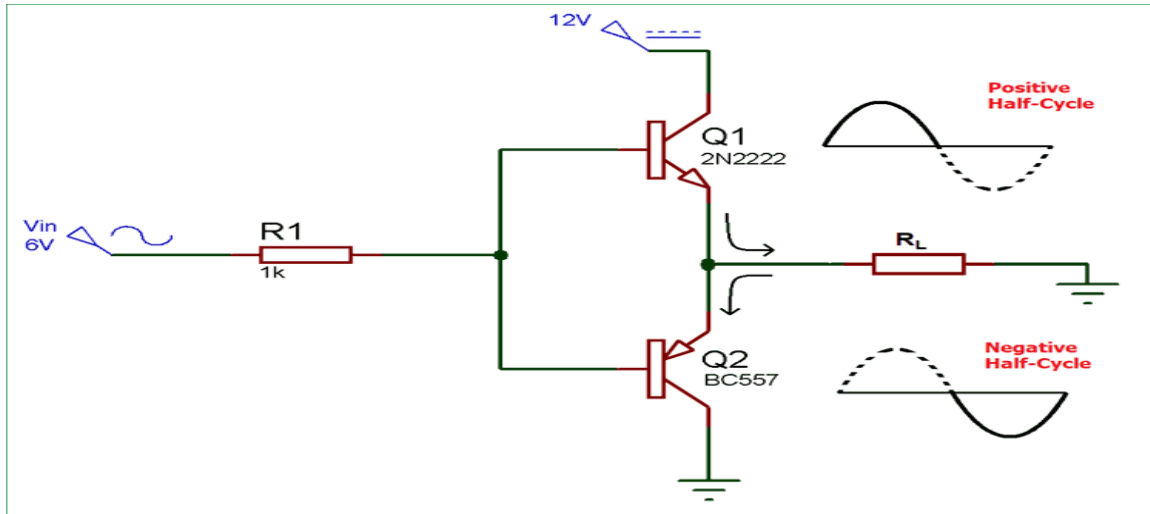 12V
Positive
Half-Cycle
Q1
2N2222
Vin
6V
R1
1k
RL
Q2
BC557
Negative
Half-Cycle